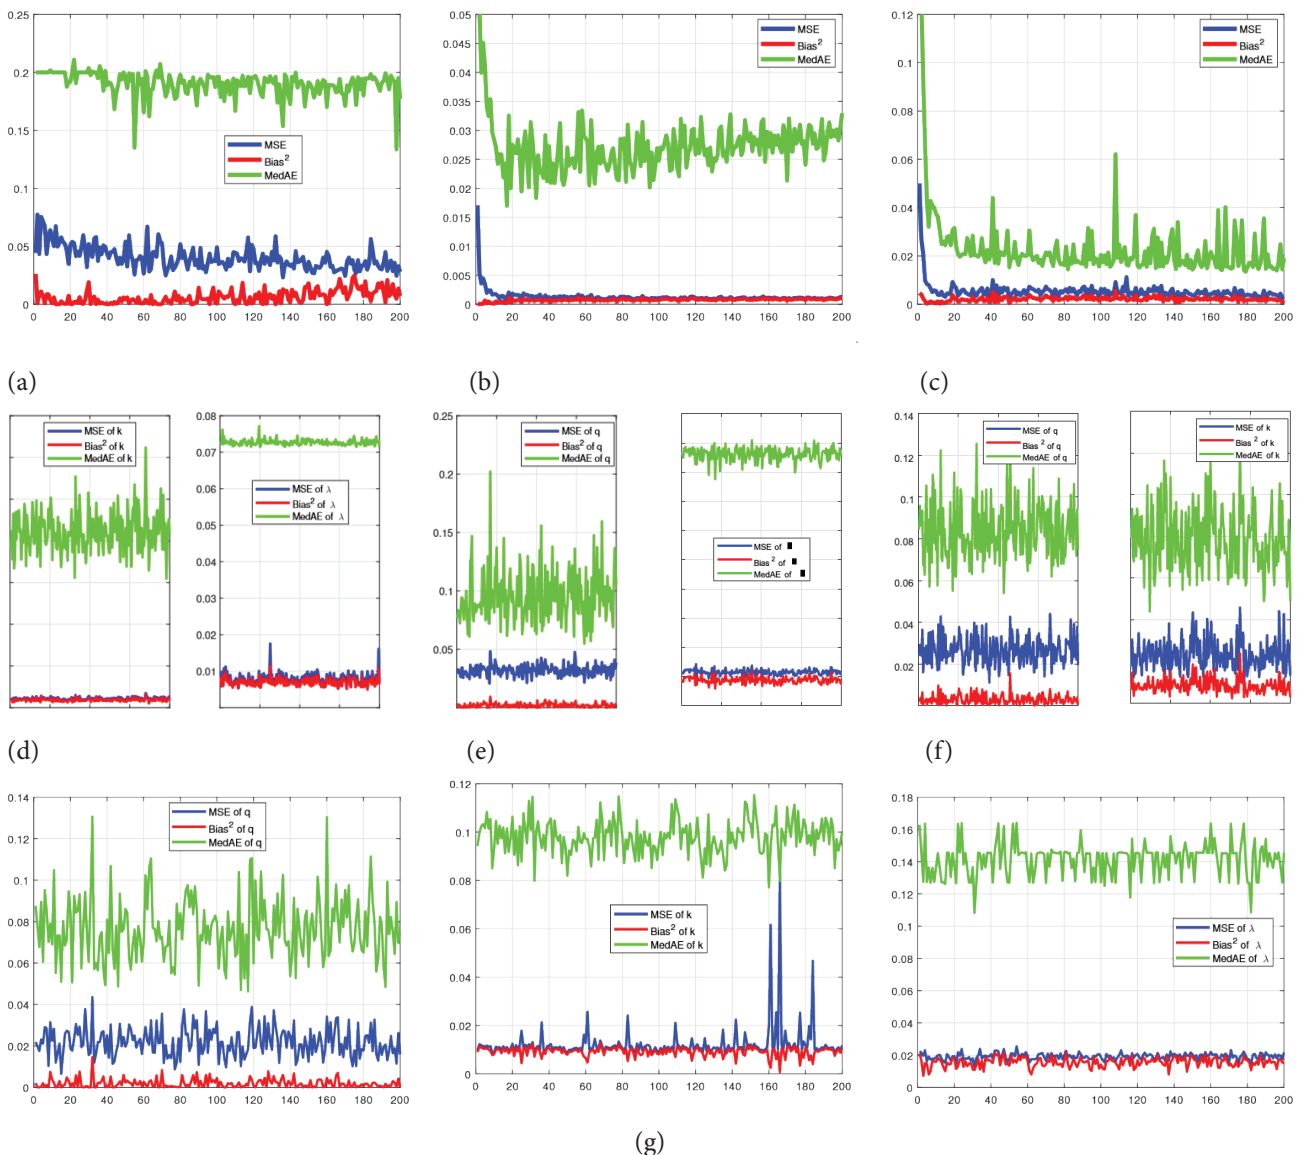 0.2
0.15
0.1
0.05
0
0 20 40 60 80 100 120 140 160 180 200
MSE
Bias²
MedAE
(a)
0.05
0.045
0.04
0.035
0.03
0.025
0.02
0.015
0.01
0.005
0
0 20 40 60 80 100 120 140 160 180 200
MSE
Bias²
MedAE
(b)
0.12
0.1
0.08
0.06
0.04
0.02
0
0 20 40 60 80 100 120 140 160 180 200
MSE
Bias²
MedAE
(c)
MSE of k
Bias² of k
MedAE of k
0.08
0.07
0.06
0.05
0.04
0.03
0.02
0.01
MSE of λ
Bias² of λ
MedAE of λ
(d)
0.25
0.2
0.15
0.1
0.05
MSE of q
Bias² of q
MedAE of q
MSE of
Bias² of
MedAE of
(e)
0.14
0.12
0.1
0.08
0.06
0.04
0.02
MSE of q
Bias² of q
MedAE of q
MSE of k
Bias² of k
MedAE of k
(f)
0.14
0.12
0.1
0.08
0.06
0.04
0.02
0
0 20 40 60 80 100 120 140 160 180 200
MSE of q
Bias² of q
MedAE of q
0.12
0.1
0.08
0.06
0.04
0.02
0
0 20 40 60 80 100 120 140 160 180 200
MSE of k
Bias² of k
MedAE of k
0.18
0.16
0.14
0.12
0.1
0.08
0.06
0.04
0.02
0
0 20 40 60 80 100 120 140 160 180 200
MSE of λ
Bias² of λ
MedAE of λ
(g)